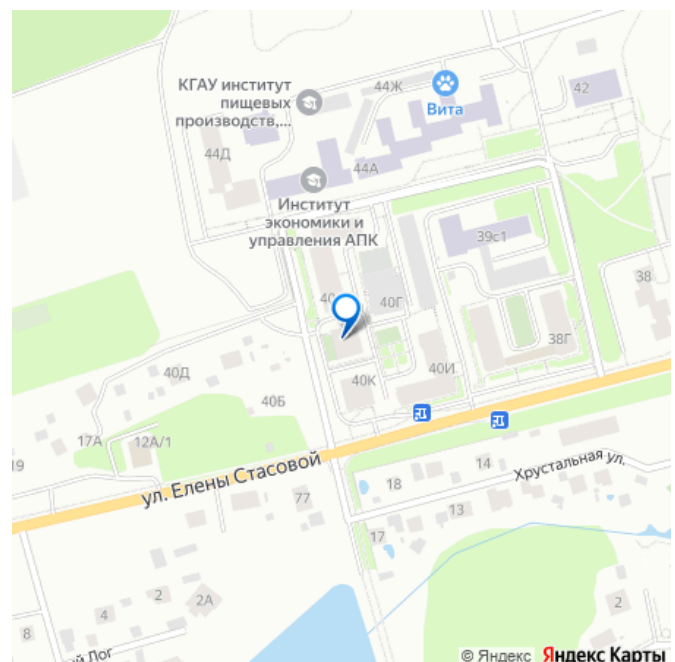 КГАУ институт
пищевых
производств,...
44Ж
Вита
42
44Д
44А
Институт
экономики и
управления АПК
39с1
38
40Г
38Г
40Д
40К
40И
40Б
17А
12А/1
19
ул. Елены Стасовой
14
Хрустальная ул.
18
77
13
17
2
2А
4
2
8
ый Лог
© Яндекс Яндекс Карты